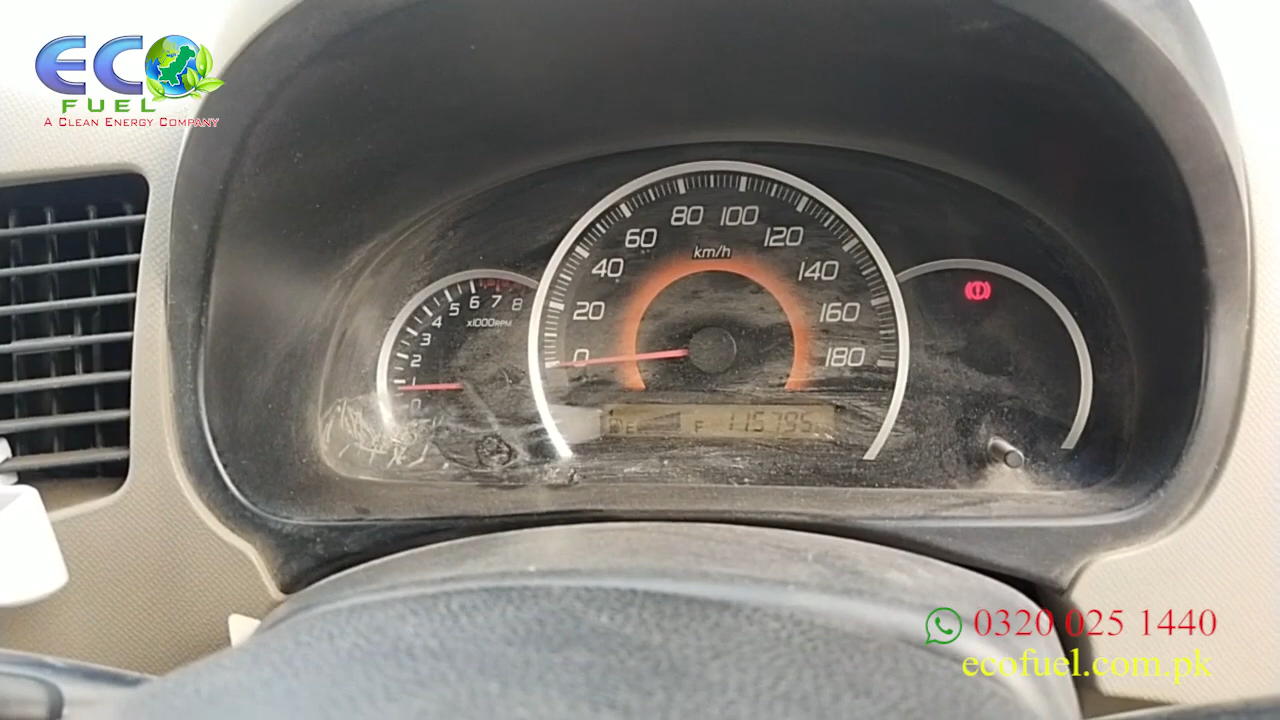 ECO
FUEL
A CLEAN ENERGY COMPANY
0 20 40 60 80 100 120 140 160 180
km/h
0 1 2 3 4 5 6 7 8
x1000RPM
E F 115795
0320 025 1440
ecofuel.com.pk